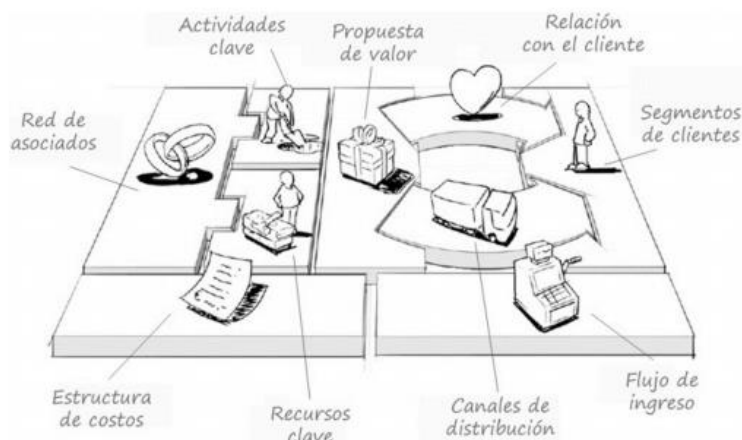 Actividades
clave
Propuesta
de valor
Relación
con el cliente
Red de
asociados
Segmentos
de clientes
Estructura
de costos
Recursos
clave
Canales de
distribución
Flujo de
ingreso